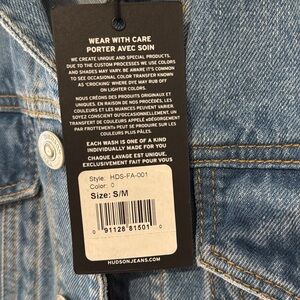 WEAR WITH CARE
PORTER AVEC SOIN
WE CREATE UNIQUE AND SPECIAL PRODUCTS.
DUE TO THE CUSTOM PROCESSES WE USE COLORS
AND SHADES MAY VARY. BE AWARE IT'S COMMON
TO SEE OCCASIONAL COLOR TRANSFER KNOWN
AS 'CROCKING' WHERE DYE MAY RUB OFF
ON LIGHTER COLORS.
NOUS CRÉONS DES PRODUITS ORIGINAUX ET
UNIQUES. EN RAISON DE NOS PROCÉDÉS, LES
COULEURS ET LES NUANCES PEUVENT VARIER.
SOYEZ CONSCIENT QU'OCCASIONNELLEMENT, UN
TRANSFERT DE COULEUR APPELÉ 'DÉGORGEMENT
PAR FROTTEMENTS' PEUT SE PRODUIRE SUR LES
COULEURS PLUS PÂLES.
EACH WASH IS ONE OF A KIND
INDIVIDUALLY MADE FOR YOU
CHAQUE LAVAGE EST UNIQUE,
EXCLUSIVEMENT FAIT POUR VOUS
Style: HDS-FA-001
Color: 0
Size: S/M
0 91128 81501 0
HUDSONJEANS.COM